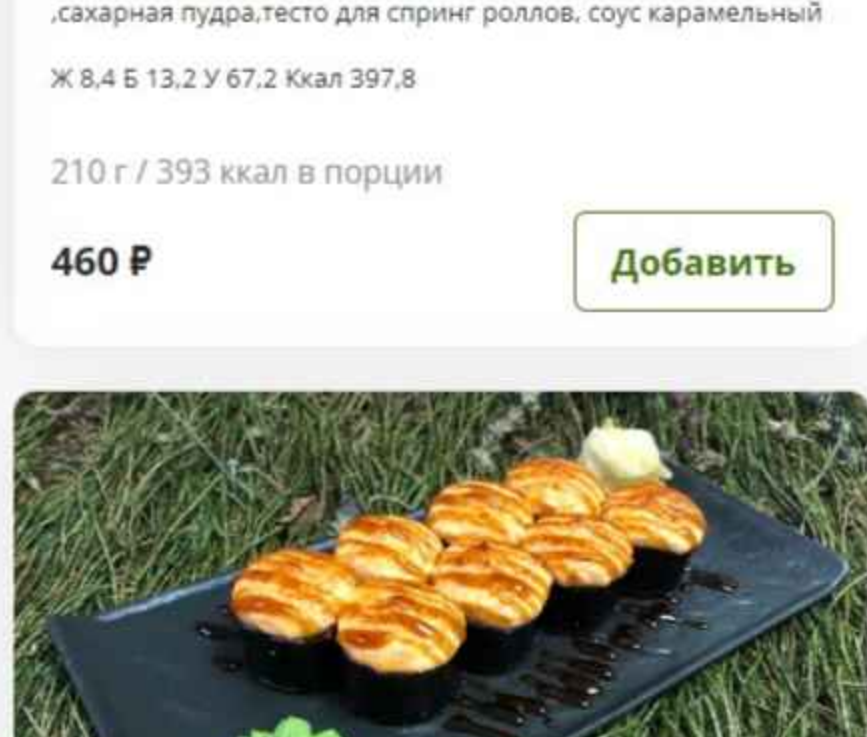 ,сахарная пудра,тесто для спринг роллов, соус карамельный
Ж 8,4 Б 13,2 У 67,2 Ккал 397,8
210 г / 393 ккал в порции
460 ₽
Добавить